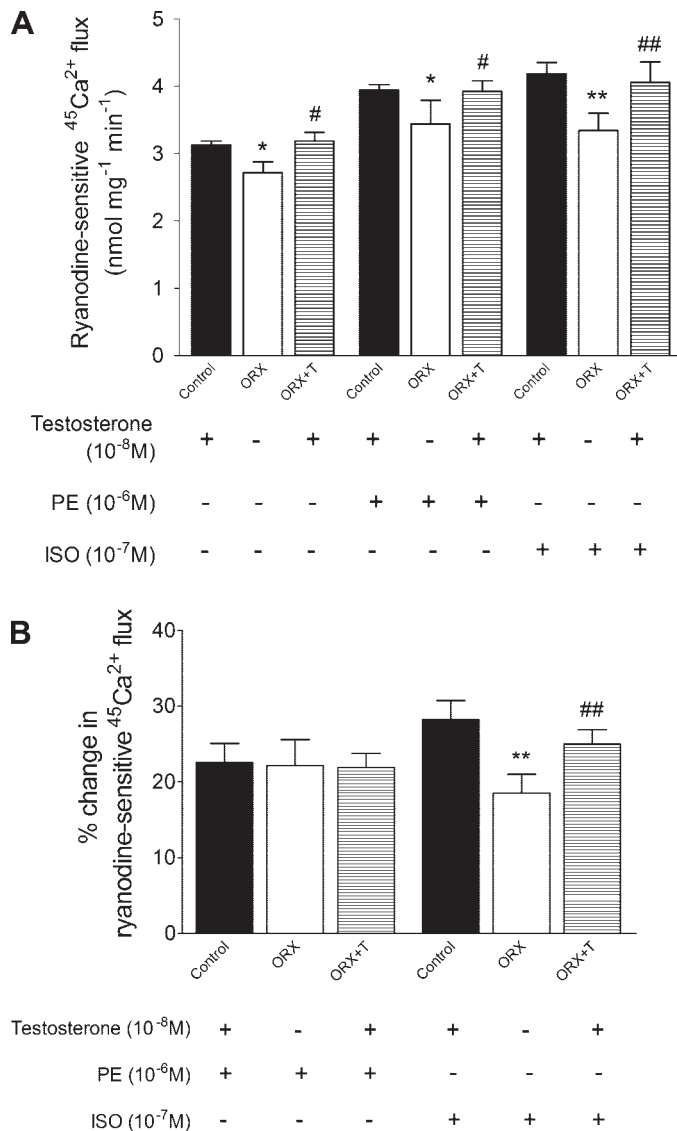 A
Ryanodine-sensitive ⁴⁵Ca²⁺ flux
(nmol mg⁻¹ min⁻¹)
5
4
3
2
1
0
* # * # ** ##
Control ORX ORX+T Control ORX ORX+T Control ORX ORX+T
Testosterone
(10⁻⁸M) + - + + - + + - +
PE (10⁻⁶M) - - - + + + - - -
ISO (10⁻⁷M) - - - - - - + + +
B
% change in
ryanodine-sensitive ⁴⁵Ca²⁺ flux
40
30
20
10
0
** ##
Control ORX ORX+T Control ORX ORX+T
Testosterone (10⁻⁸M) + - + + - +
PE (10⁻⁶M) + + + - - -
ISO (10⁻⁷M) - - - + + +